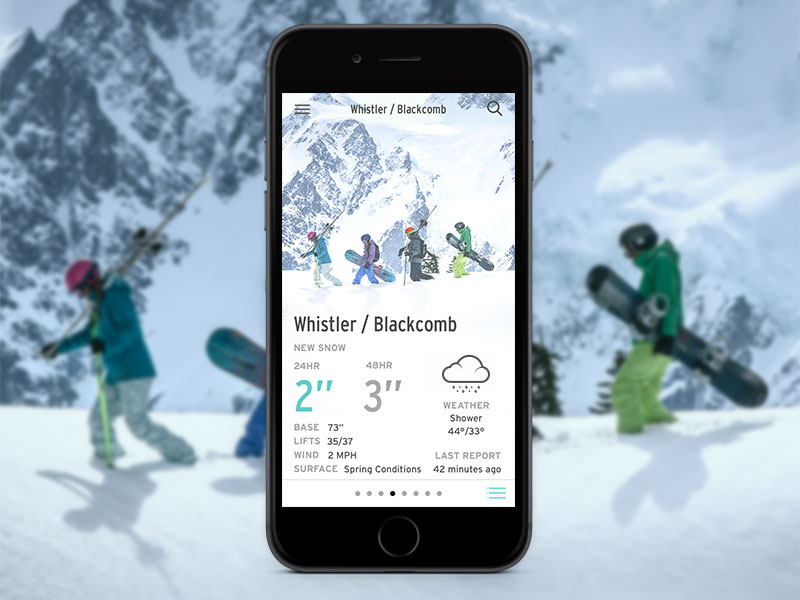 Whistler / Blackcomb
Whistler / Blackcomb
NEW SNOW
24HR 48HR
2" 3"
WEATHER
Shower
44°/33°
BASE 73"
LIFTS 35/37
WIND 2 MPH
SURFACE Spring Conditions
LAST REPORT
42 minutes ago